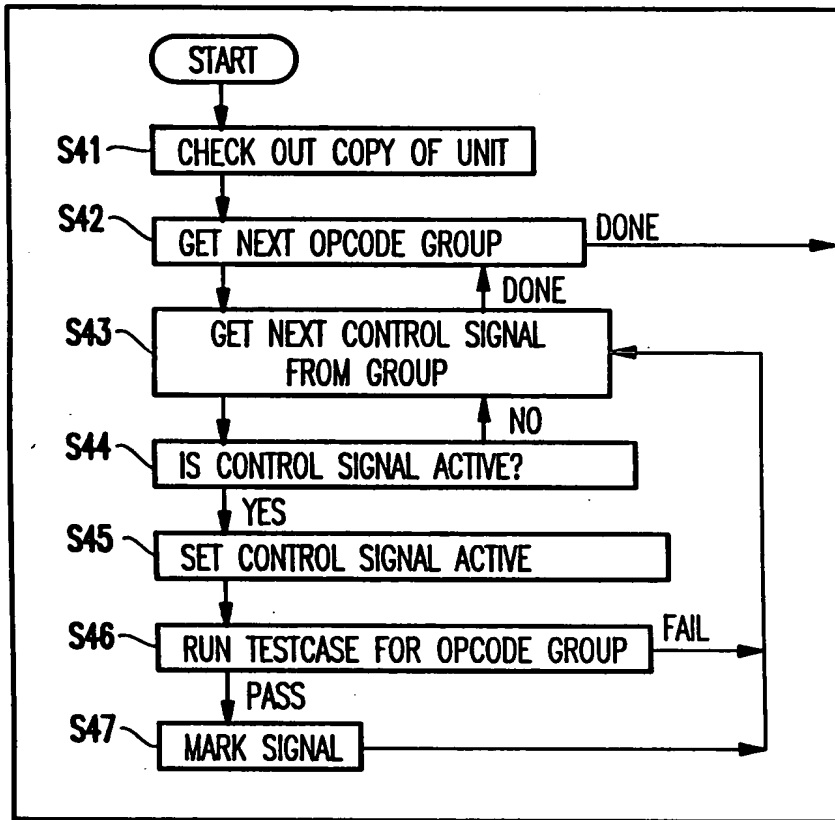 START
S41
CHECK OUT COPY OF UNIT
S42
GET NEXT OPCODE GROUP
DONE
DONE
S43
GET NEXT CONTROL SIGNAL
FROM GROUP
NO
S44
IS CONTROL SIGNAL ACTIVE?
YES
S45
SET CONTROL SIGNAL ACTIVE
S46
RUN TESTCASE FOR OPCODE GROUP
FAIL
PASS
S47
MARK SIGNAL